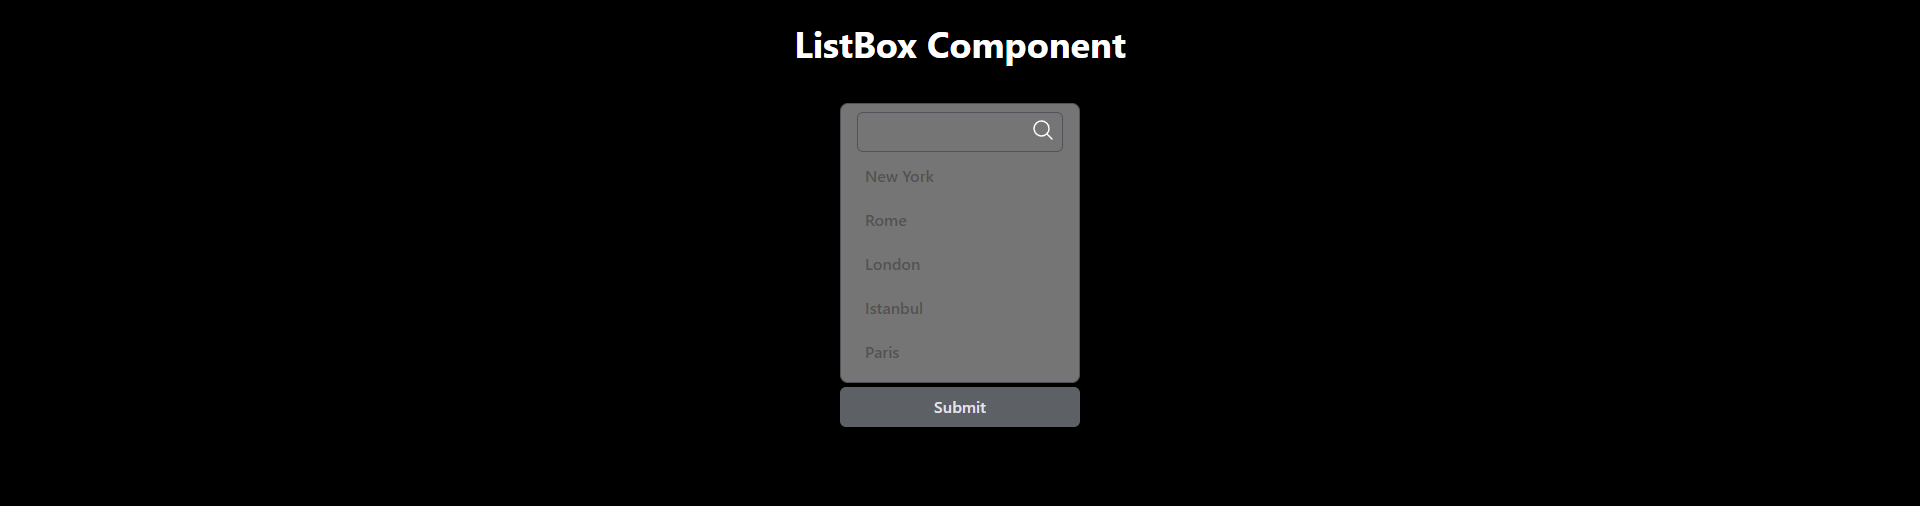 ListBox Component
New York
Rome
London
Istanbul
Paris
Submit